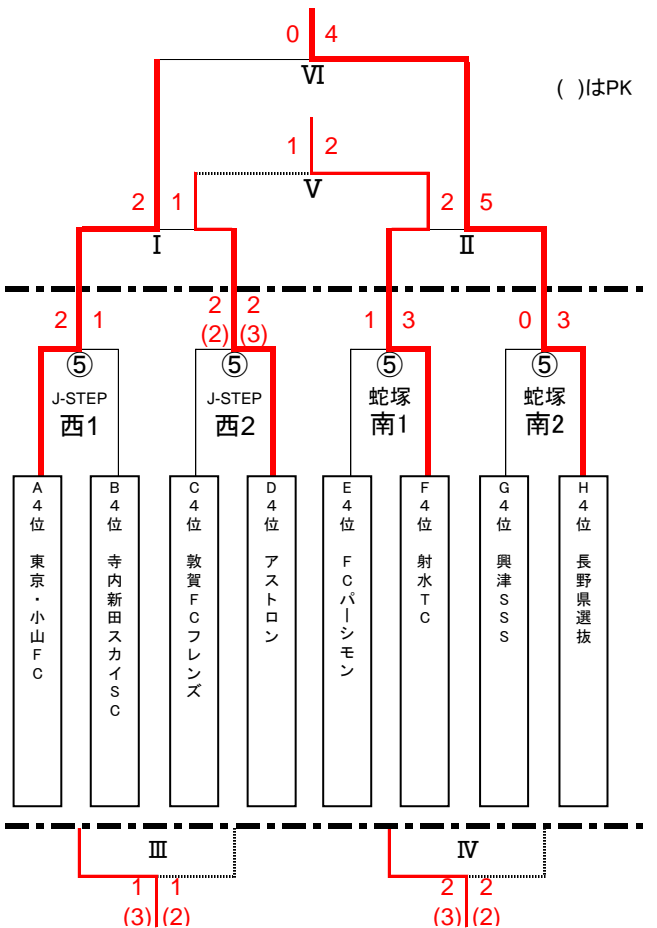 0 4
Ⅵ
( )はPK
1 2
Ⅴ
2 1
2 5
Ⅰ
Ⅱ
2 1
2 2
(2) (3)
1 3
0 3
⑤
⑤
⑤
⑤
J-STEP
西1
J-STEP
西2
蛇塚
南1
蛇塚
南2
A4位 東京・小山FC
B4位 寺内新田スカイSC
C4位 敦賀FCフレンズ
D4位 アストロン
E4位 FCパーシモン
F4位 射水TC
G4位 興津SSS
H4位 長野県選抜
Ⅲ
Ⅳ
1 1
(3) (2)
2 2
(3) (2)